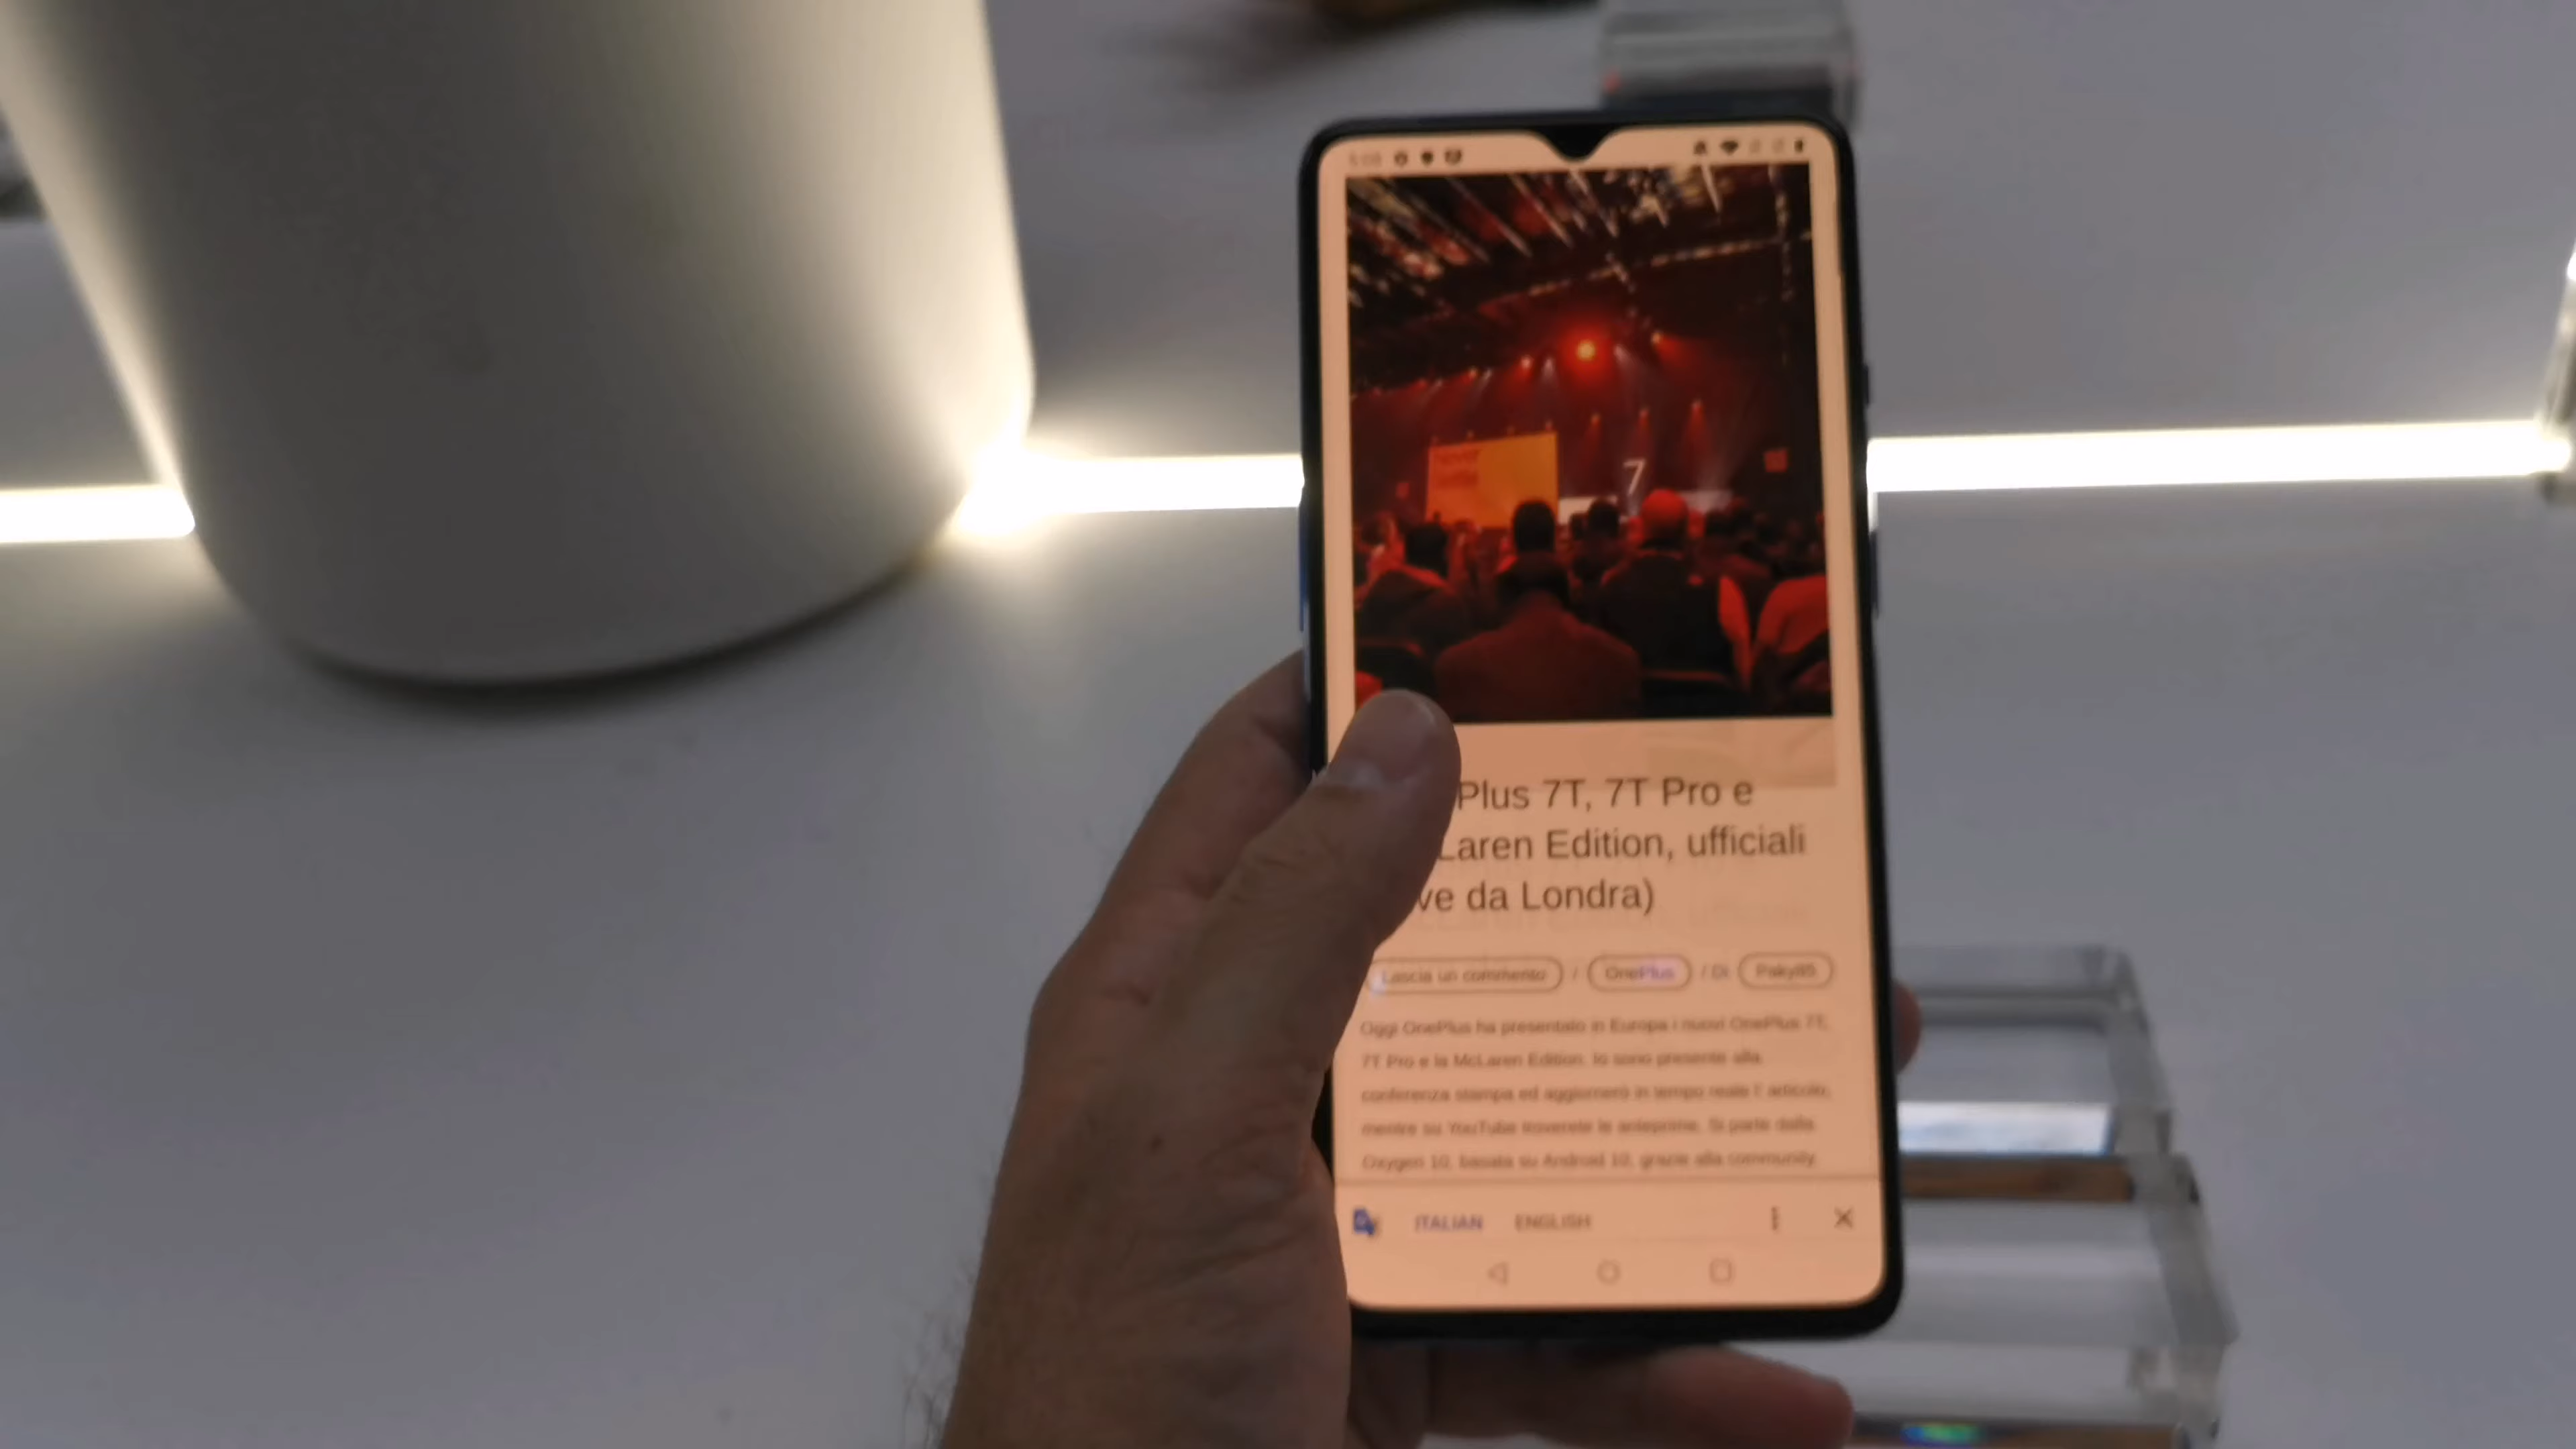 7
Plus 7T, 7T Pro e
Laren Edition, ufficiali
ve da Londra)
Lascia un commento / OnePlus / Di Paky85
Oggi OnePlus ha presentato in Europa i nuovi OnePlus 7T,
7T Pro e la McLaren Edition. Io sono presente alla
conferenza stampa ed aggiornerò in tempo reale l' articolo,
mentre su YouTube troverete le anteprime. Si parte dalla
Oxygen 10, basata su Android 10, grazie alla community
ITALIAN ENGLISH